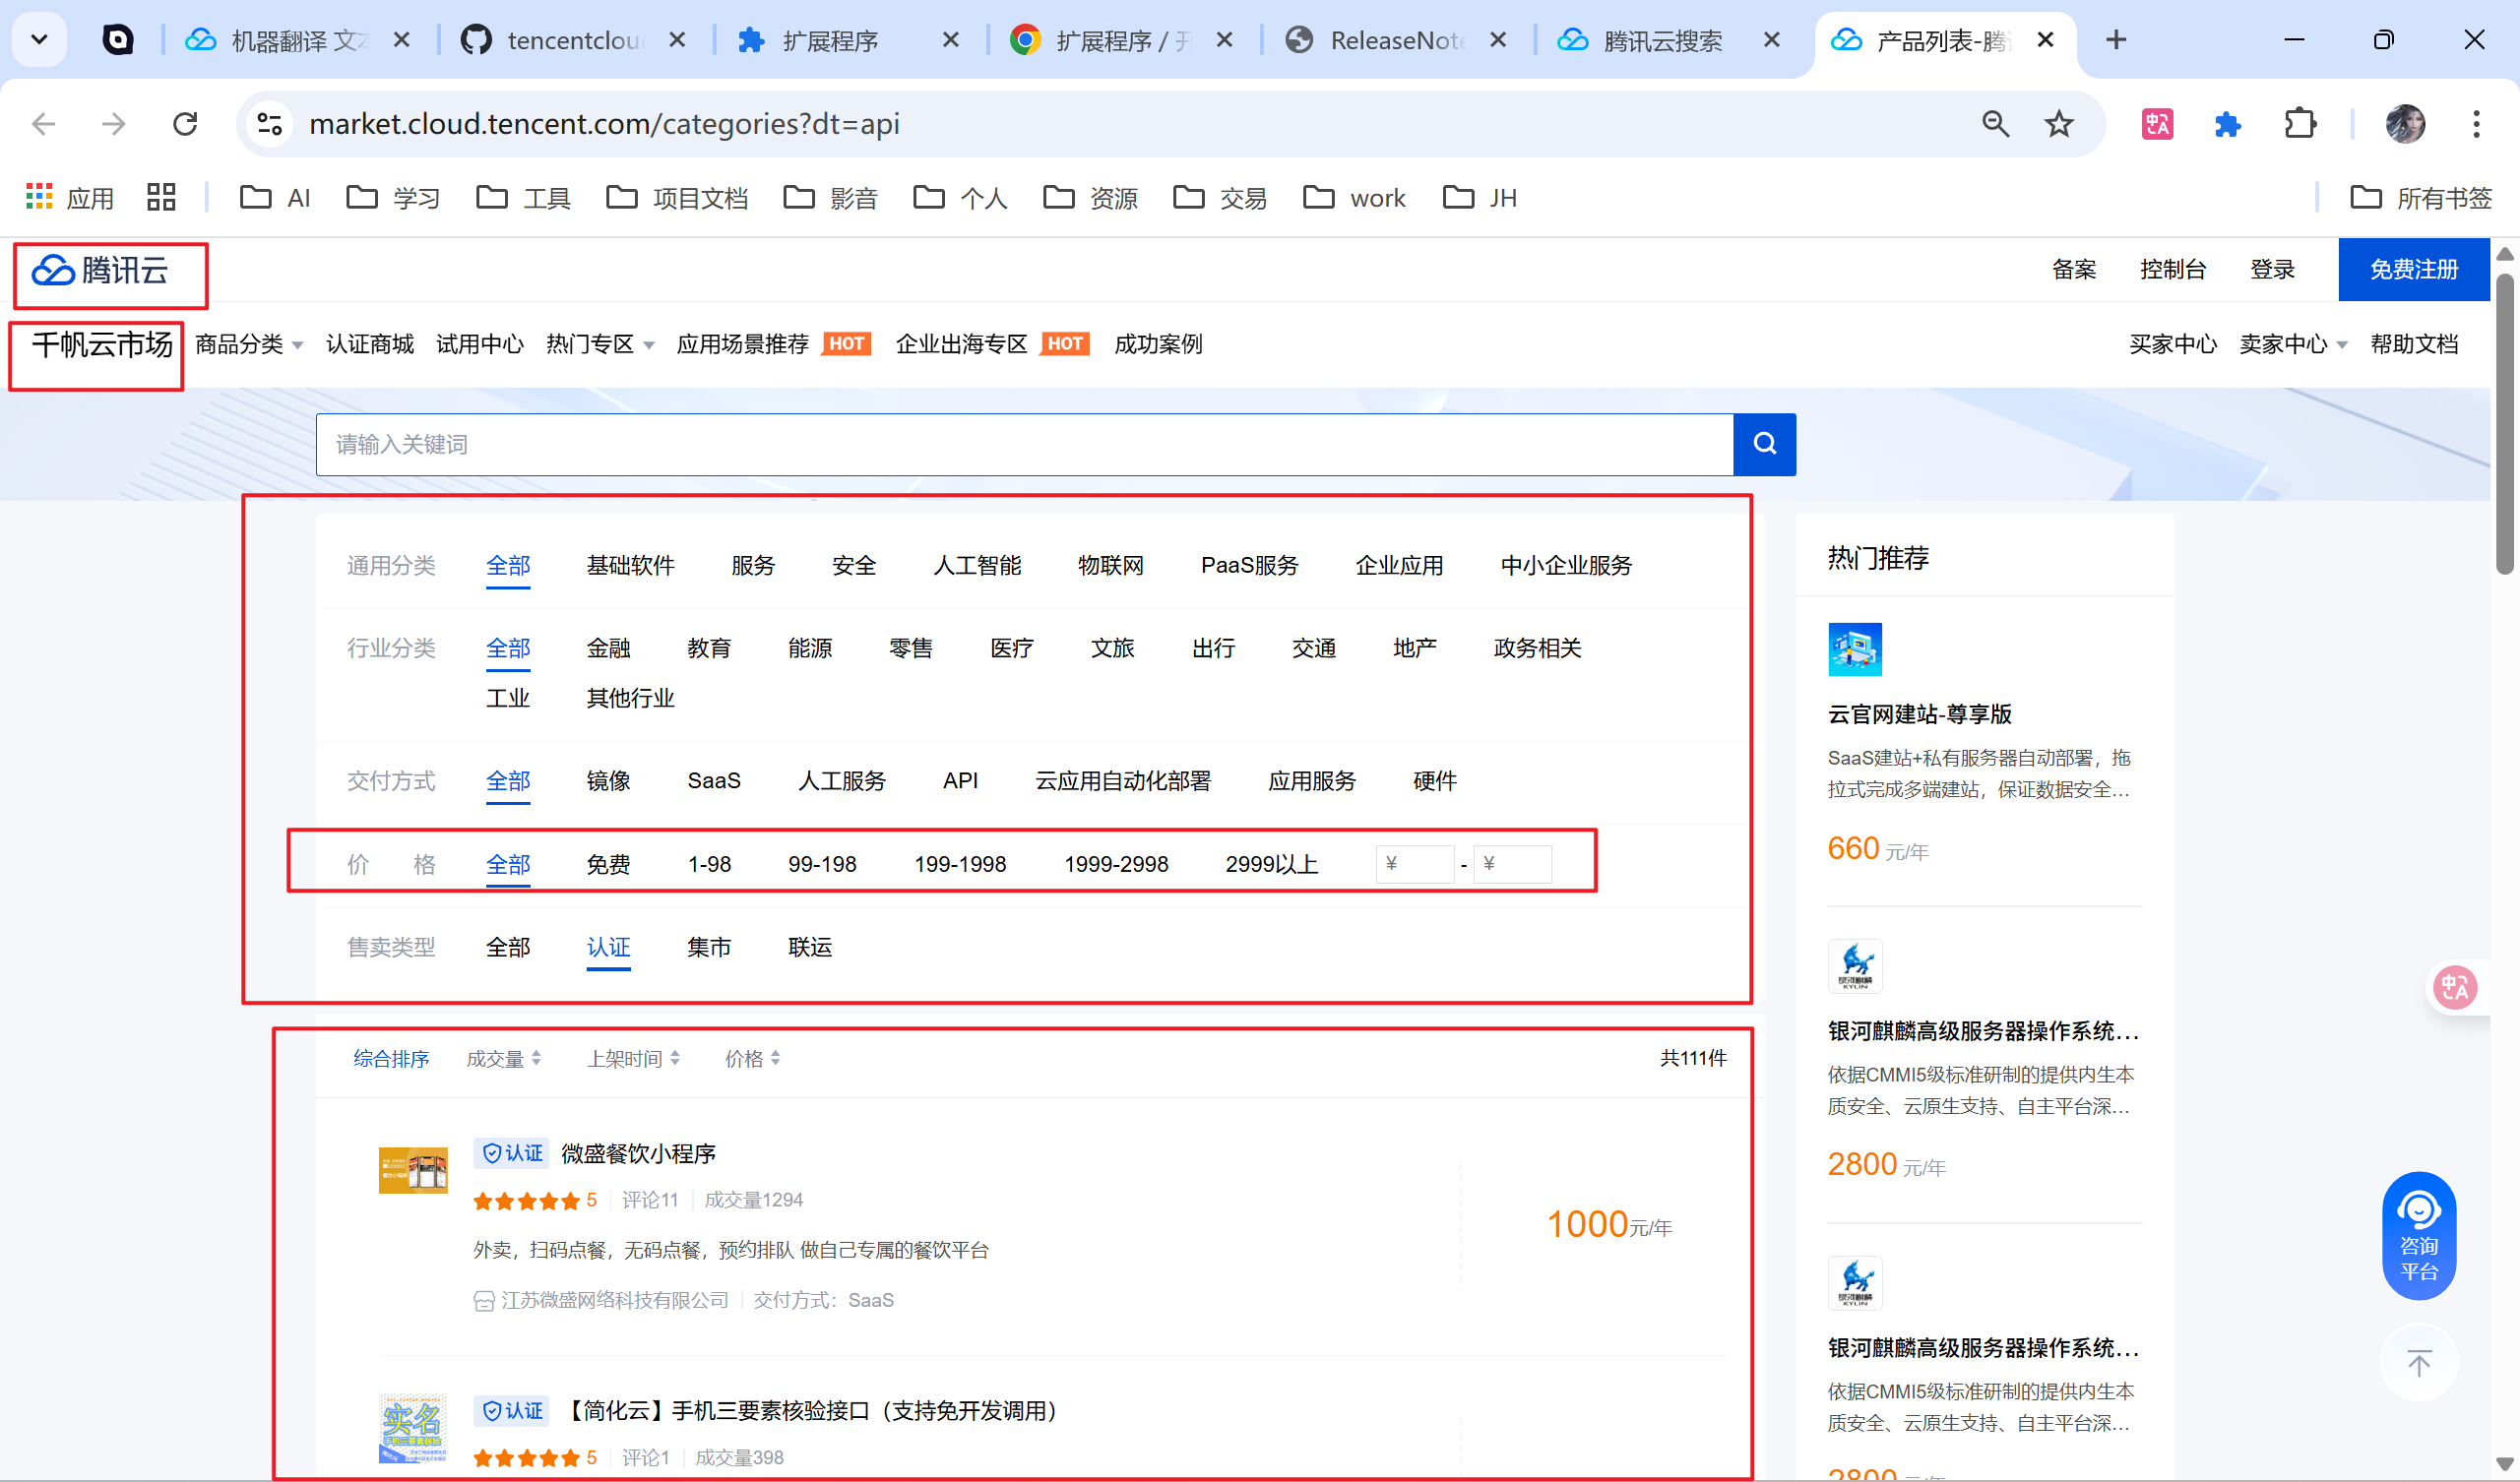 机器翻译 文
tencentclou
扩展程序
扩展程序 / 开
ReleaseNote
腾讯云搜索
产品列表-腾
market.cloud.tencent.com/categories?dt=api
应用
AI
学习
工具
项目文档
影音
个人
资源
交易
work
JH
所有书签
腾讯云
备案 控制台 登录 免费注册
千帆云市场 商品分类 认证商城 试用中心 热门专区 应用场景推荐 HOT 企业出海专区 HOT 成功案例 买家中心 卖家中心 帮助文档
请输入关键词
通用分类 全部 基础软件 服务 安全 人工智能 物联网 PaaS服务 企业应用 中小企业服务
行业分类 全部 金融 教育 能源 零售 医疗 文旅 出行 交通 地产 政务相关
工业 其他行业
交付方式 全部 镜像 SaaS 人工服务 API 云应用自动化部署 应用服务 硬件
价 格 全部 免费 1-98 99-198 199-1998 1999-2998 2999以上 ¥ - ¥
售卖类型 全部 认证 集市 联运
综合排序 成交量 上架时间 价格 共111件
认证 微盛餐饮小程序
5 评论11 成交量1294
1000元/年
外卖，扫码点餐，无码点餐，预约排队 做自己专属的餐饮平台
江苏微盛网络科技有限公司 交付方式：SaaS
实名
认证 【简化云】手机三要素核验接口（支持免开发调用）
5 评论1 成交量398
热门推荐
云官网建站-尊享版
SaaS建站+私有服务器自动部署，拖
拉式完成多端建站，保证数据安全...
660 元/年
银河麒麟
KYLIN
银河麒麟高级服务器操作系统...
依据CMMI5级标准研制的提供内生本
质安全、云原生支持、自主平台深...
2800 元/年
银河麒麟
KYLIN
银河麒麟高级服务器操作系统...
依据CMMI5级标准研制的提供内生本
质安全、云原生支持、自主平台深...
2800 元/年
咨询
平台